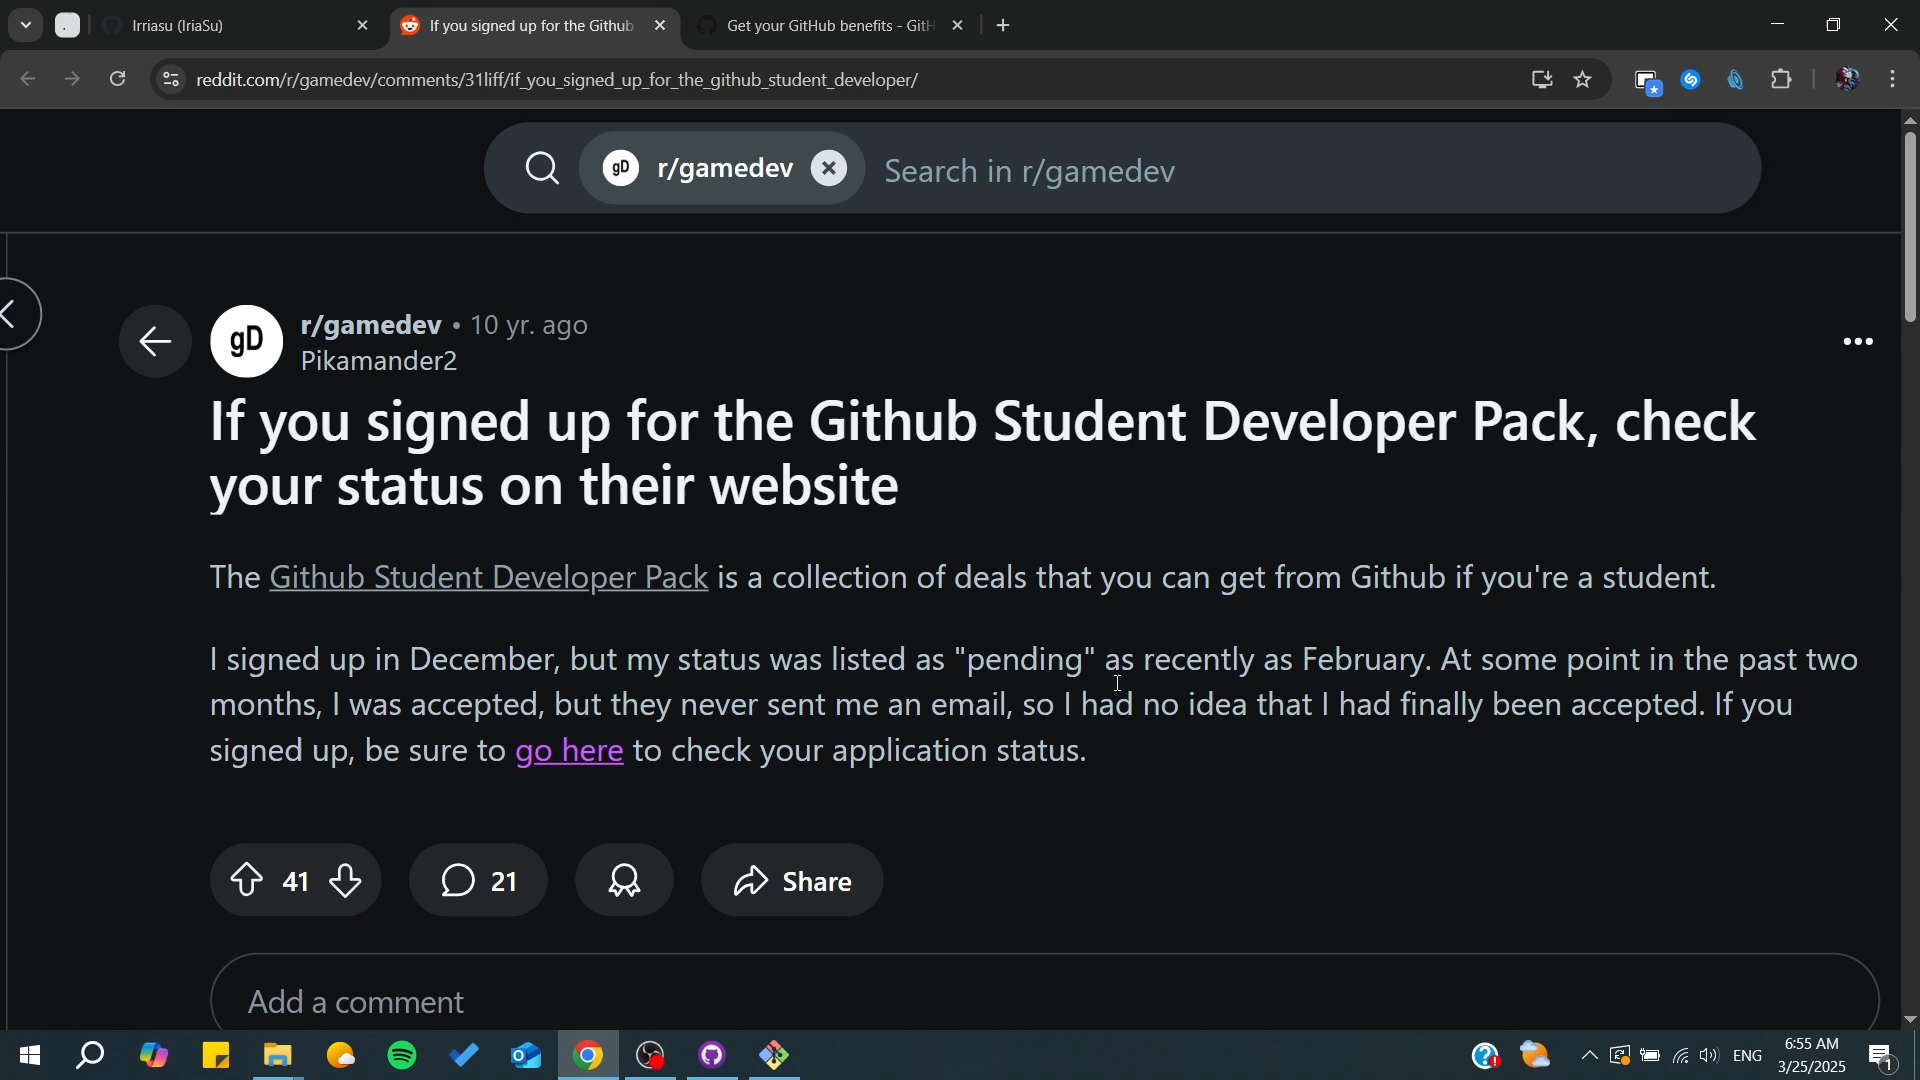 Irriasu (IriaSu)
If you signed up for the Github
Get your GitHub benefits - GitH
reddit.com/r/gamedev/comments/31liff/if_you_signed_up_for_the_github_student_developer/
gD r/gamedev Search in r/gamedev
gD
r/gamedev • 10 yr. ago
Pikamander2
If you signed up for the Github Student Developer Pack, check
your status on their website
The Github Student Developer Pack is a collection of deals that you can get from Github if you're a student.
I signed up in December, but my status was listed as "pending" as recently as February. At some point in the past two
months, I was accepted, but they never sent me an email, so I had no idea that I had finally been accepted. If you
signed up, be sure to go here to check your application status.
41 21 Share
Add a comment
ENG
6:55 AM
3/25/2025
1